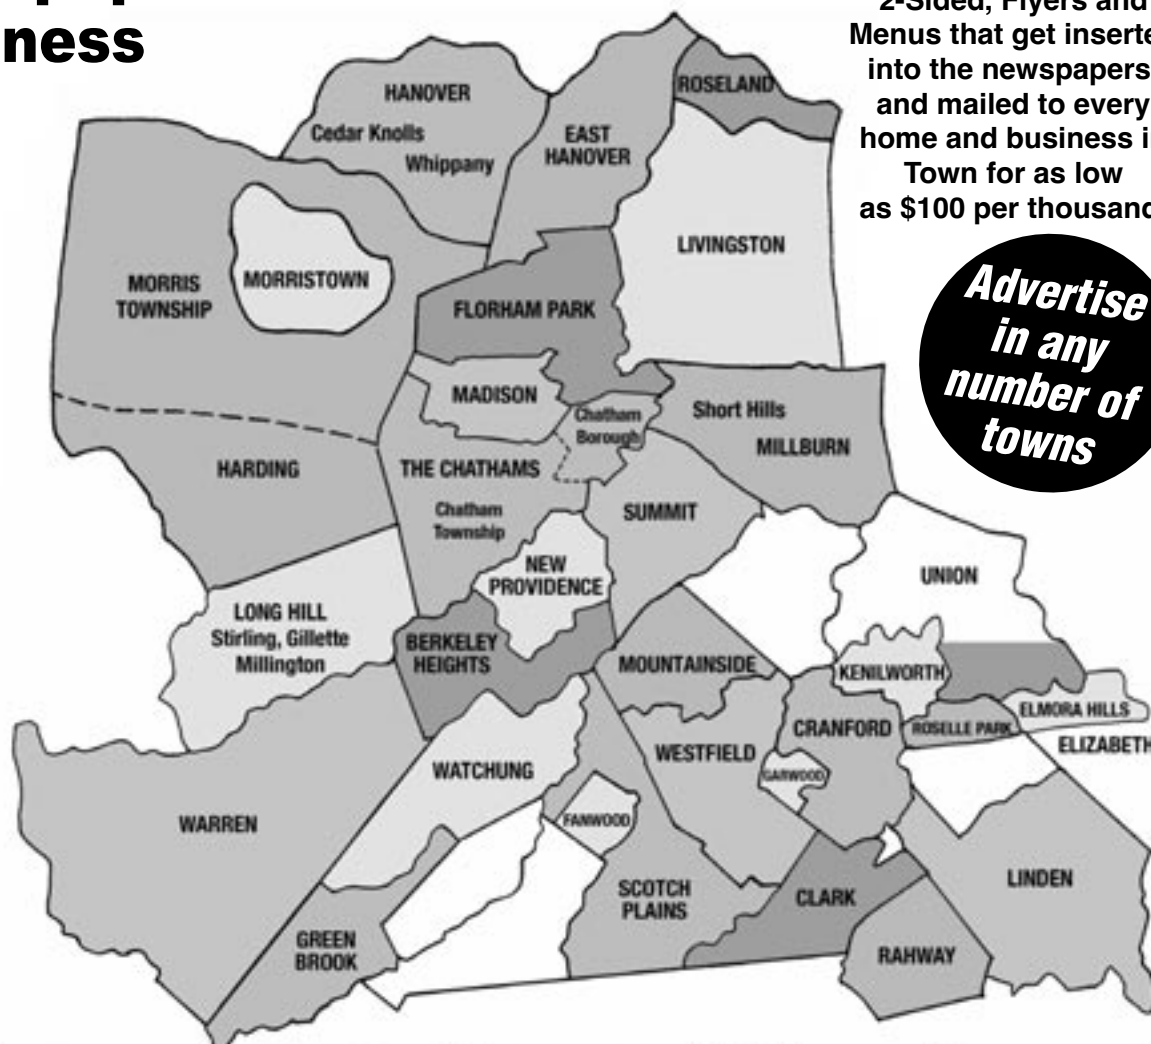 ness
2-Sided, Flyers and
Menus that get inserte
into the newspapers
and mailed to every
home and business i
Town for as low
as $100 per thousand
Advertise
in any
number of
towns
HANOVER
Cedar Knolls
Whippany
EAST
HANOVER
ROSELAND
LIVINGSTON
MORRIS
TOWNSHIP
MORRISTOWN
FLORHAM PARK
MADISON
Chatham
Borough
Short Hills
MILLBURN
HARDING
THE CHATHAMS
Chatham
Township
SUMMIT
NEW
PROVIDENCE
UNION
LONG HILL
Stirling, Gillette
Millington
BERKELEY
HEIGHTS
MOUNTAINSIDE
KENILWORTH
ELMORA HILLS
ROSELLE PARK
CRANFORD
ELIZABETH
WESTFIELD
GARWOOD
WATCHUNG
FANWOOD
WARREN
SCOTCH
PLAINS
CLARK
LINDEN
GREEN
BROOK
RAHWAY